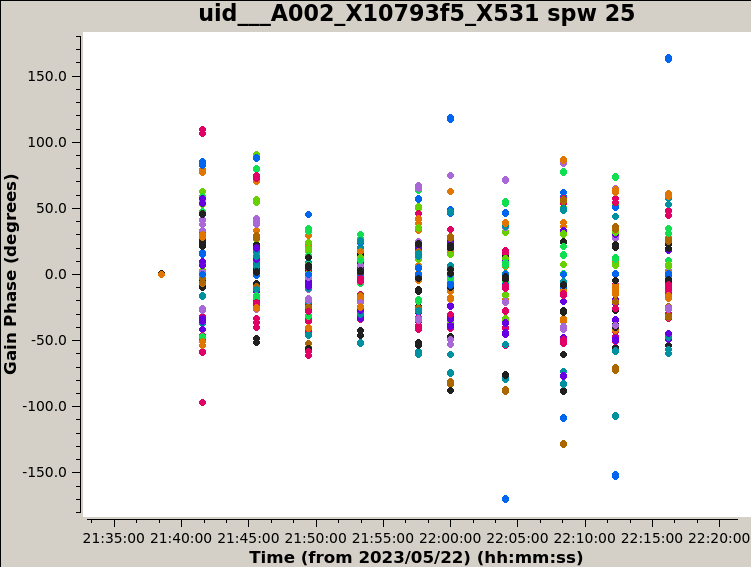 uid___A002_X10793f5_X531 spw 25
Gain Phase (degrees)
150.0
100.0
50.0
0.0
-50.0
-100.0
-150.0
21:35:00 21:40:00 21:45:00 21:50:00 21:55:00 22:00:00 22:05:00 22:10:00 22:15:00 22:20:00
Time (from 2023/05/22) (hh:mm:ss)